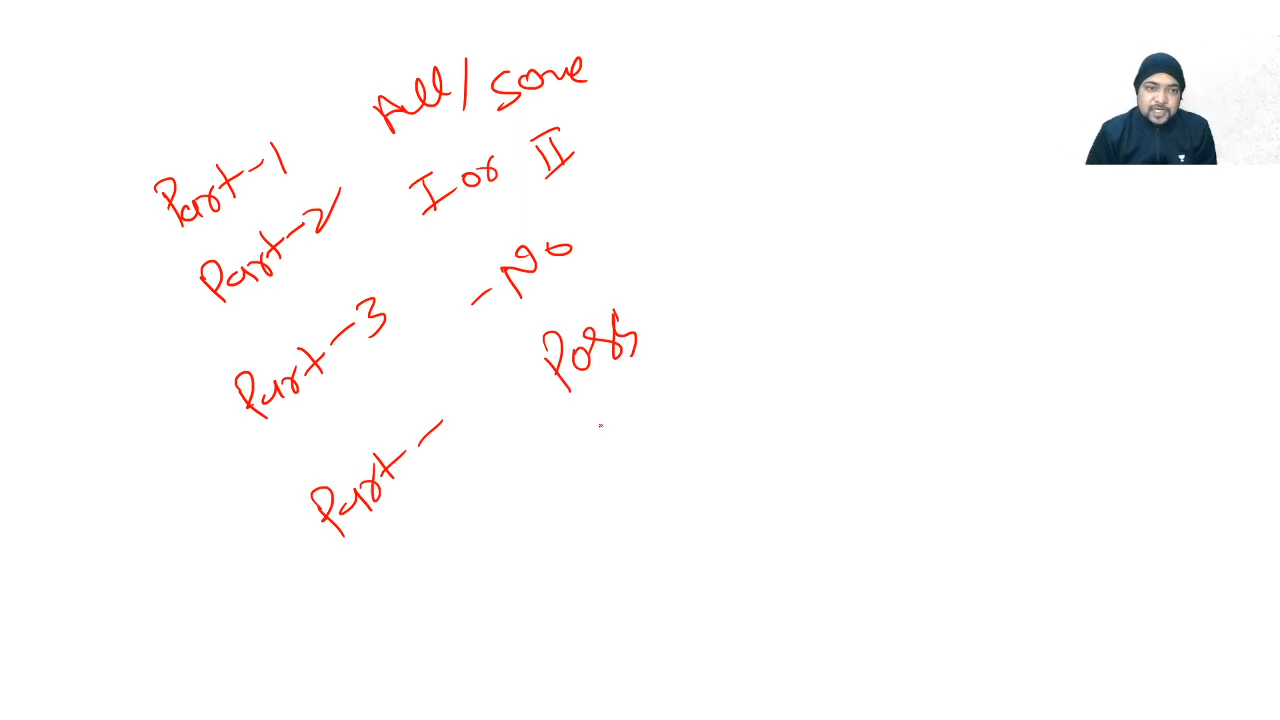 Part-1 All/Some
Part-2 I or II
Part-3 -No
Poss
Part-